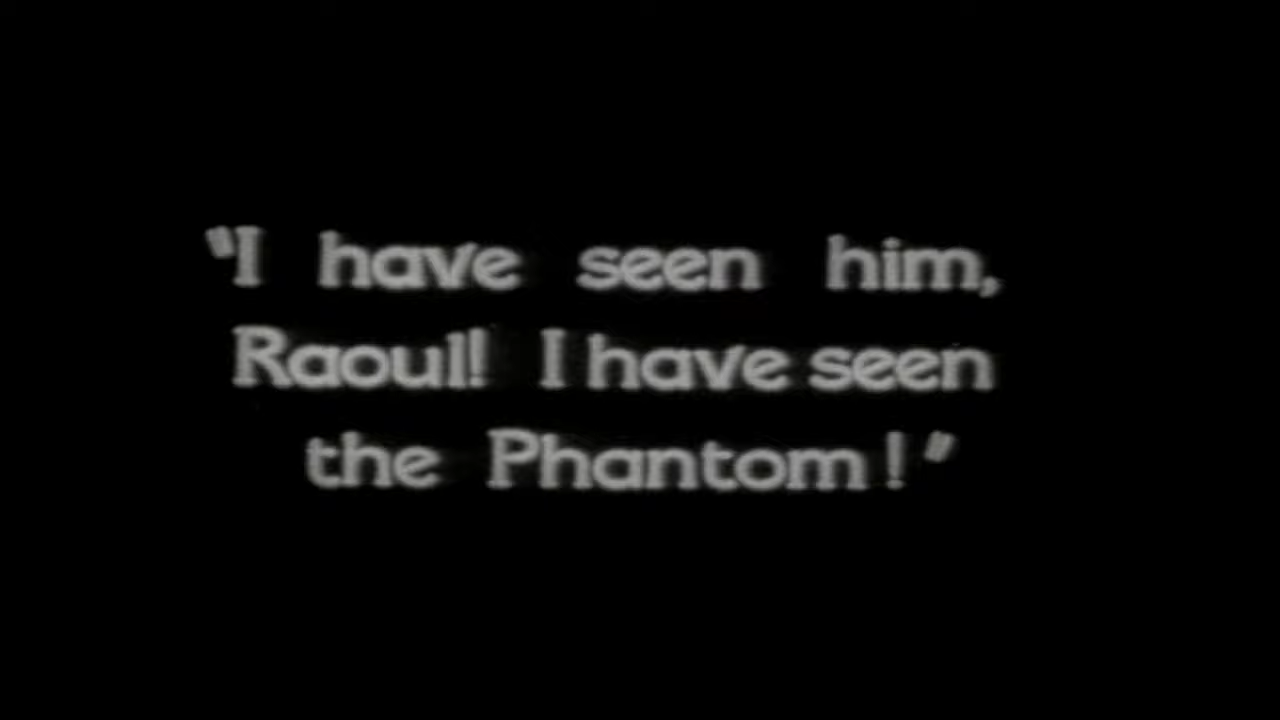 "I have seen him,
Raoul! I have seen
the Phantom!"